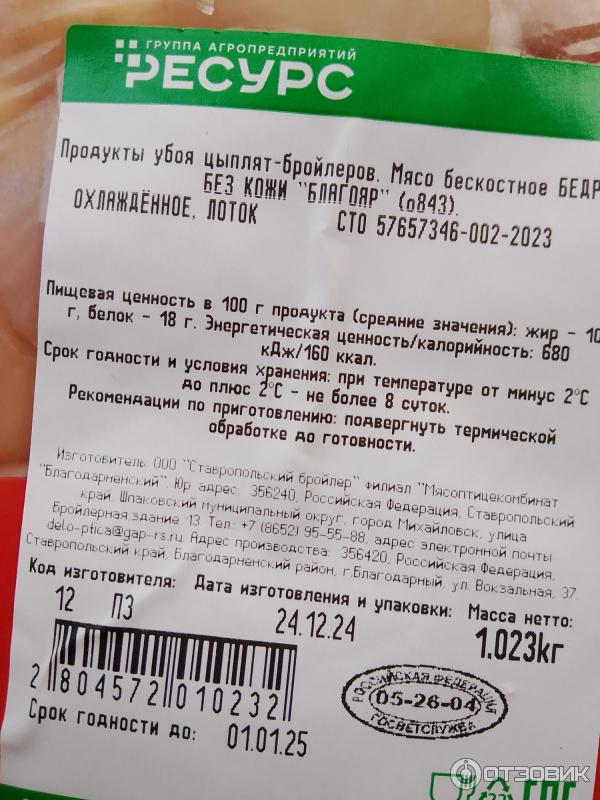 ГРУППА АГРОПРЕДПРИЯТИЙ
РЕСУРС
Продукты убоя цыплят-бройлеров. Мясо бескостное БЕДР
БЕЗ КОЖИ "БЛАГОЯР" (п843).
ОХЛАЖДЁННОЕ, ЛОТОК СТО 57657346-002-2023
Пищевая ценность в 100 г продукта (средние значения): жир - 10
г, белок - 18 г. Энергетическая ценность/калорийность: 680
кДж/160 ккал.
Срок годности и условия хранения: при температуре от минус 2°С
до плюс 2°С - не более 8 суток.
Рекомендации по приготовлению: подвергнуть термической
обработке до готовности.
Изготовитель: ООО "Ставропольский бройлер" филиал "Мясоптицекомбинат
"Благодарненский". Юр. адрес: 356240, Российская Федерация, Ставропольский
край, Шпаковский муниципальный округ, город Михайловск, улица
Бройлерная, здание 13 Тел.: +7 (8652) 95-55-88, адрес электронной почты
delo-ptica@gap-rs.ru. Адрес производства: 356420, Российская Федерация,
Ставропольский край, Благодарненский район, г.Благодарный, ул. Вокзальная, 37.
Код изготовителя: Дата изготовления и упаковки: Масса нетто:
12 ПЗ 24.12.24 1.023кг
2 804572 010232
РОССИЙСКАЯ ФЕДЕРАЦИЯ
05-26-04
ГОСВЕТСЛУЖБА
Срок годности до: 01.01.25
22
ГПГ
ОТЗОВИК